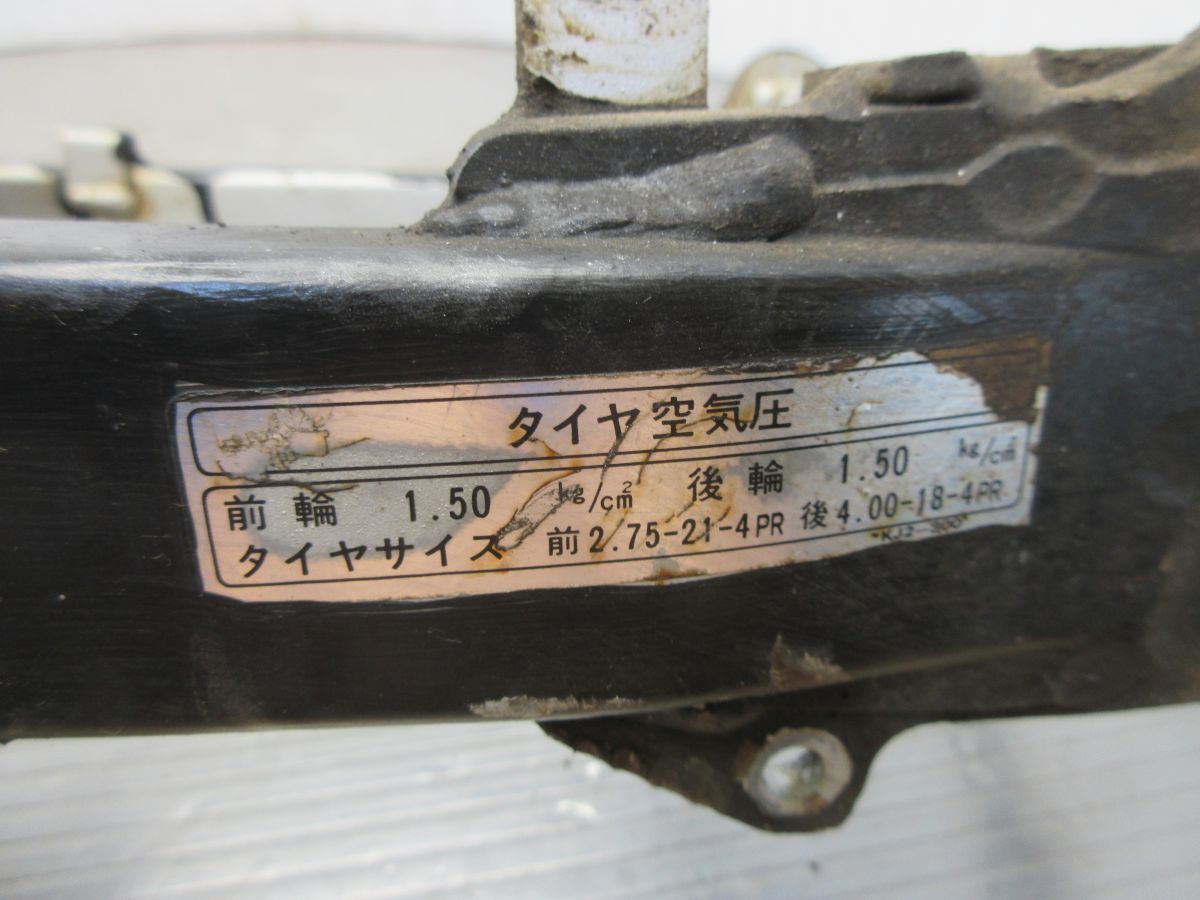 タイヤ空気圧
前輪 1.50 kg/cm² 後輪 1.50 kg/cm²
タイヤサイズ 前2.75-21-4PR 後4.00-18-4PR